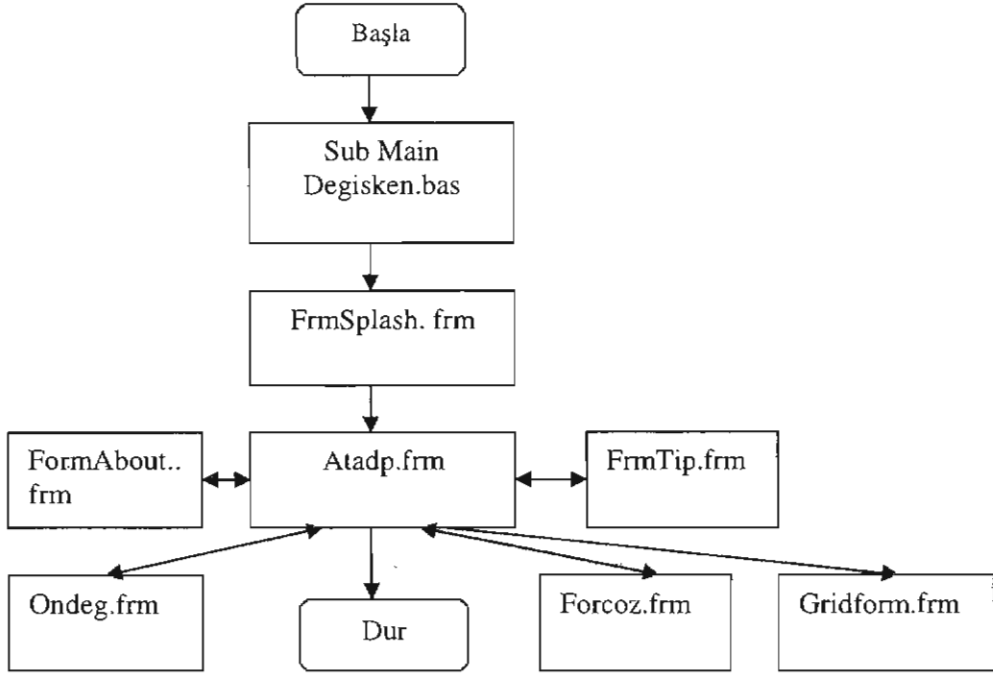 Başla
Sub Main
Degisken.bas
FrmSplash. frm
FormAbout..
frm
Atadp.frm
FrmTip.frm
Ondeg.frm
Dur
Forcoz.frm
Gridform.frm